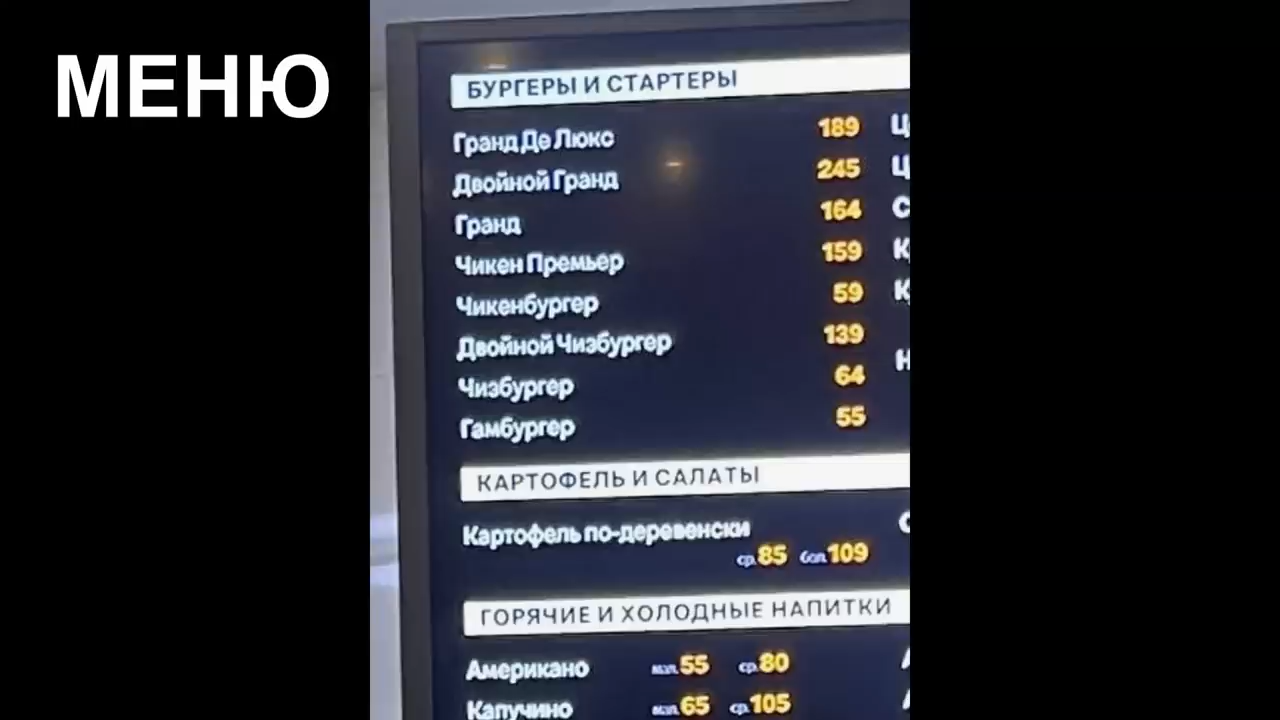 МЕНЮ
БУРГЕРЫ И СТАРТЕРЫ
Гранд Де Люкс 189
Двойной Гранд 245
Гранд 164
Чикен Премьер 159
Чикенбургер 59
Двойной Чизбургер 139
Чизбургер 64
Гамбургер 55
КАРТОФЕЛЬ И САЛАТЫ
Картофель по-деревенски
ср.85 бол.109
ГОРЯЧИЕ И ХОЛОДНЫЕ НАПИТКИ
Американо мал.55 ср.80
Капучино мал.65 ср.105